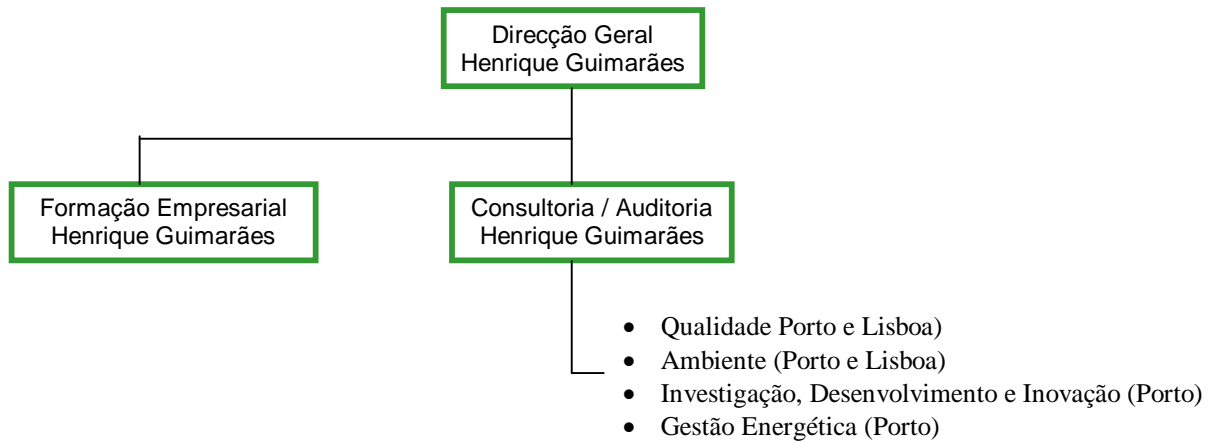 Direcção Geral
Henrique Guimarães
Formação Empresarial
Henrique Guimarães
Consultoria / Auditoria
Henrique Guimarães
• Qualidade Porto e Lisboa)
• Ambiente (Porto e Lisboa)
• Investigação, Desenvolvimento e Inovação (Porto)
• Gestão Energética (Porto)